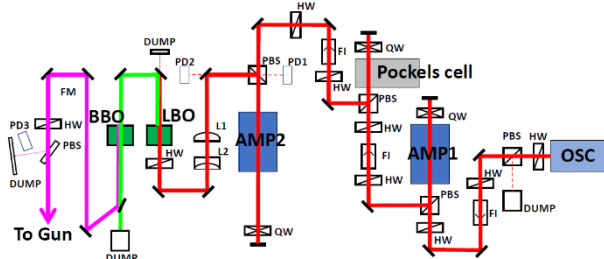 HW
QW
DUMP
PD2
PBS
PD1
FI
HW
Pockels cell
FM
QW
BBO
LBO
L1
HW
PBS
PBS
HW
PD3
HW
AMP2
AMP1
OSC
PBS
HW
L2
FI
HW
DUMP
HW
PBS
FI
DUMP
To Gun
QW
HW
DUMP